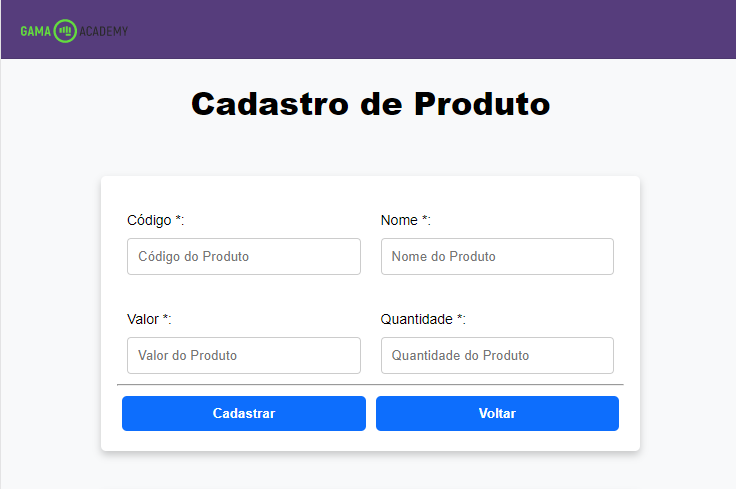 GAMA ACADEMY
Cadastro de Produto
Código *:
Nome *:
Código do Produto
Nome do Produto
Valor *:
Quantidade *:
Valor do Produto
Quantidade do Produto
Cadastrar
Voltar